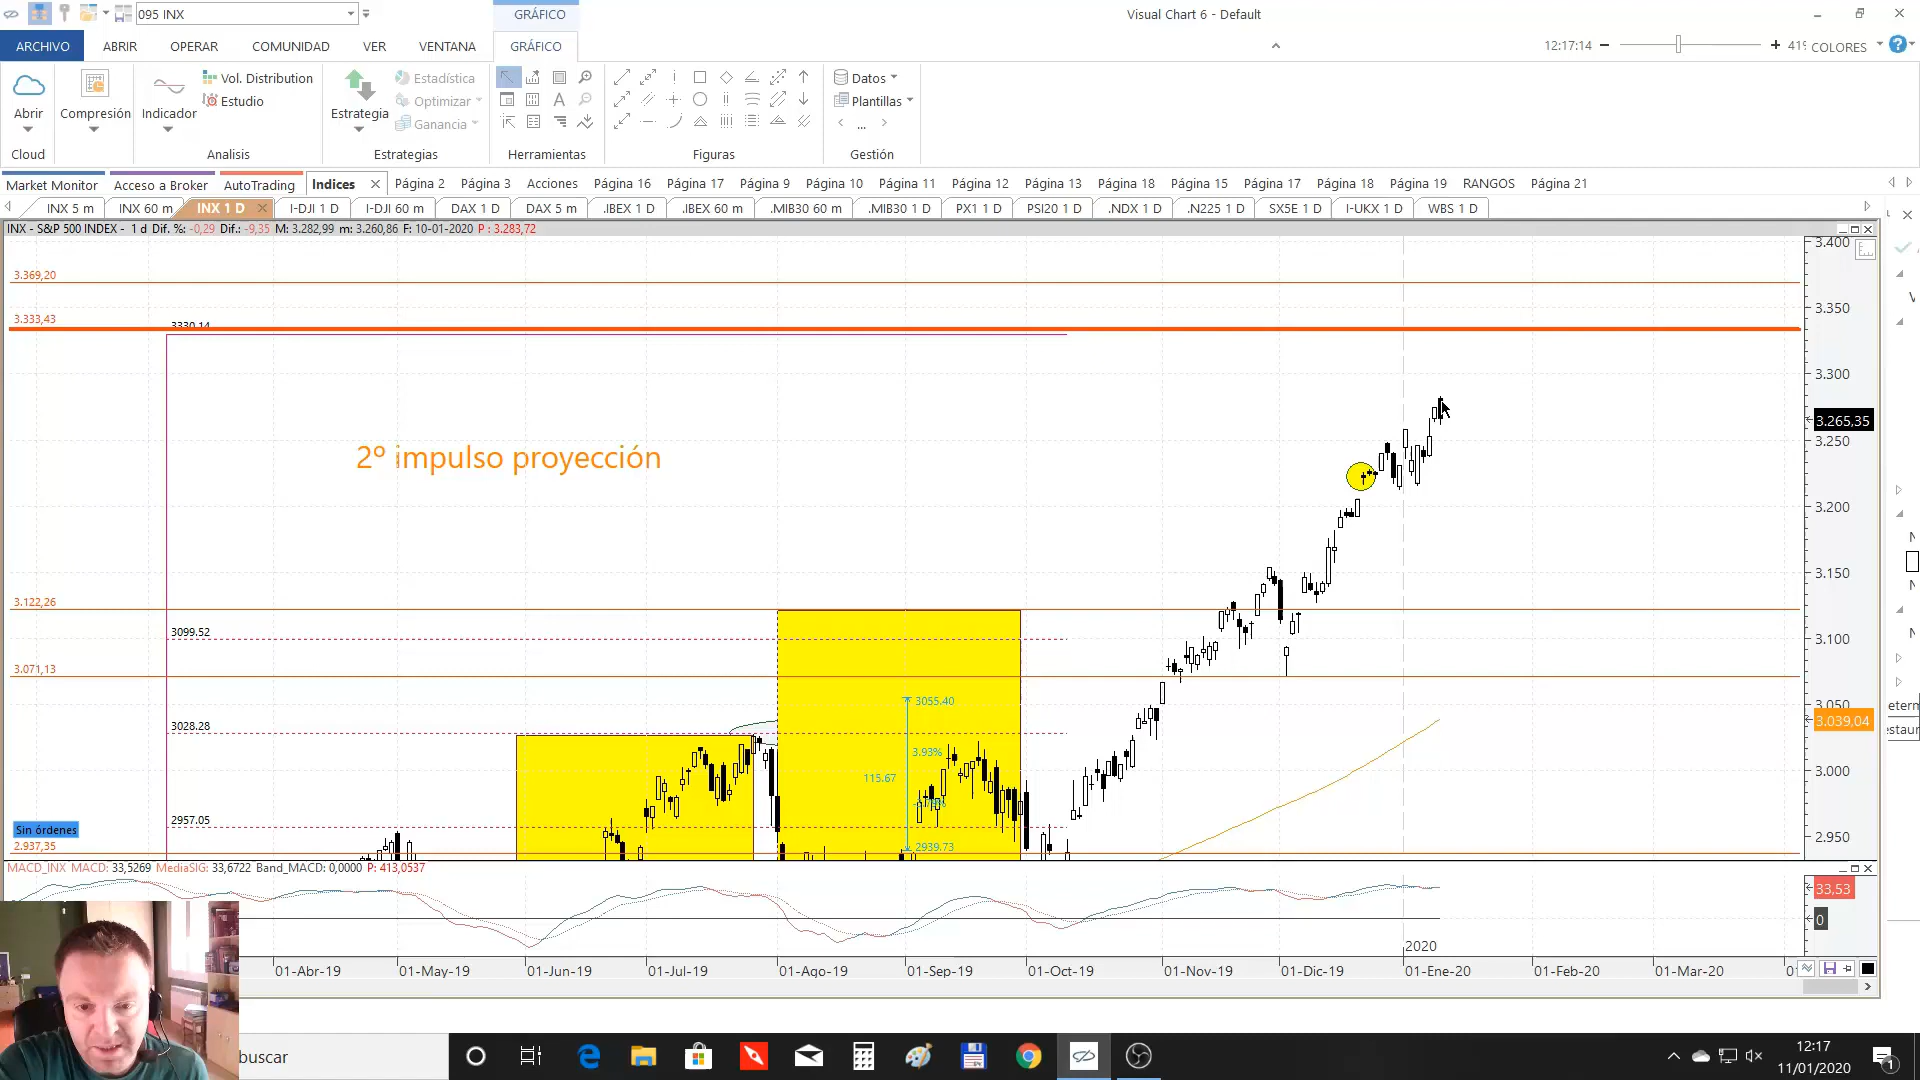 095 INX
GRÁFICO
Visual Chart 6 - Default
ARCHIVO
ABRIR
OPERAR
COMUNIDAD
VER
VENTANA
GRÁFICO
12:17:14
41%
COLORES
Abrir
Compresión
Indicador
Vol. Distribution
Estudio
Estrategia
Estadística
Optimizar
Ganancia
Datos
Plantillas
...
Cloud
Analisis
Estrategias
Herramientas
Figuras
Gestión
Market Monitor
Acceso a Broker
AutoTrading
Indices
Página 2
Página 3
Acciones
Página 16
Página 17
Página 9
Página 10
Página 11
Página 12
Página 13
Página 18
Página 15
Página 17
Página 18
Página 19
RANGOS
Página 21
INX 5 m
INX 60 m
INX 1 D
I-DJI 1 D
I-DJI 60 m
DAX 1 D
DAX 5 m
.IBEX 1 D
.IBEX 60 m
.MIB30 60 m
.MIB30 1 D
PX1 1 D
PSI20 1 D
.NDX 1 D
.N225 1 D
SX5E 1 D
I-UKX 1 D
WBS 1 D
INX - S&P 500 INDEX - 1 d Dif. %: -0,29 Dif.: -9,35 M: 3.282,99 m: 3.260,86 F: 10-01-2020 P : 3.283,72
3.400
3.369,20
3.350
3.333,43
3330.14
3.300
3.265,35
3.250
2º impulso proyección
3.200
3.150
3.122,26
3099.52
3.100
3.071,13
3.050
3055.40
3028.28
3.039,04
3.93%
115.67
3.000
2957.05
2.950
Sin órdenes
2.937,35
2939.73
MACD_INX MACD: 33,5269 MediaSIG: 33,6722 Band_MACD: 0,0000 P: 413,0537
33,53
0
2020
01-Abr-19
01-May-19
01-Jun-19
01-Jul-19
01-Ago-19
01-Sep-19
01-Oct-19
01-Nov-19
01-Dic-19
01-Ene-20
01-Feb-20
01-Mar-20
eterm
estaur
buscar
12:17
11/01/2020
1